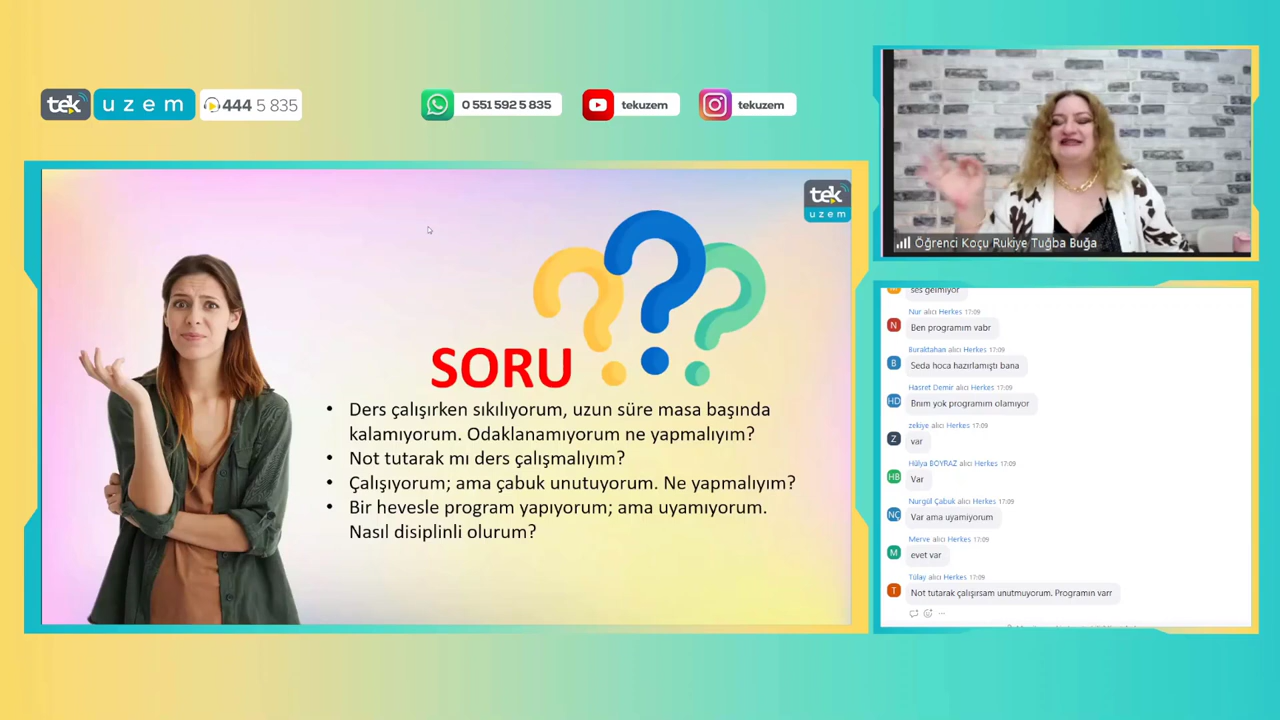 tek uzem 444 5 835
0 551 592 5 835
tekuzem
tekuzem
tek
uzem
SORU
• Ders çalışırken sıkılıyorum, uzun süre masa başında
kalamıyorum. Odaklanamıyorum ne yapmalıyım?
• Not tutarak mı ders çalışmalıyım?
• Çalışıyorum; ama çabuk unutuyorum. Ne yapmalıyım?
• Bir hevesle program yapıyorum; ama uyamıyorum.
Nasıl disiplinli olurum?
Öğrenci Koçu Rukiye Tuğba Buğa
ses gelmiyor
Nur alıcı Herkes 17:09
N
Ben programım vabr
Buraktahan alıcı Herkes 17:09
B
Seda hoca hazırlamıştı bana
Hasret Demir alıcı Herkes 17:09
HD
Bnım yok programım olamıyor
zekiye alıcı Herkes 17:09
Z
var
Hülya BOYRAZ alıcı Herkes 17:09
HB
Var
Nurgül Çabuk alıcı Herkes 17:09
NÇ
Var ama uyamiyorum
Merve alıcı Herkes 17:09
M
evet var
Tülay alıcı Herkes 17:09
T
Not tutarak çalışırsam unutmuyorum. Programın varr